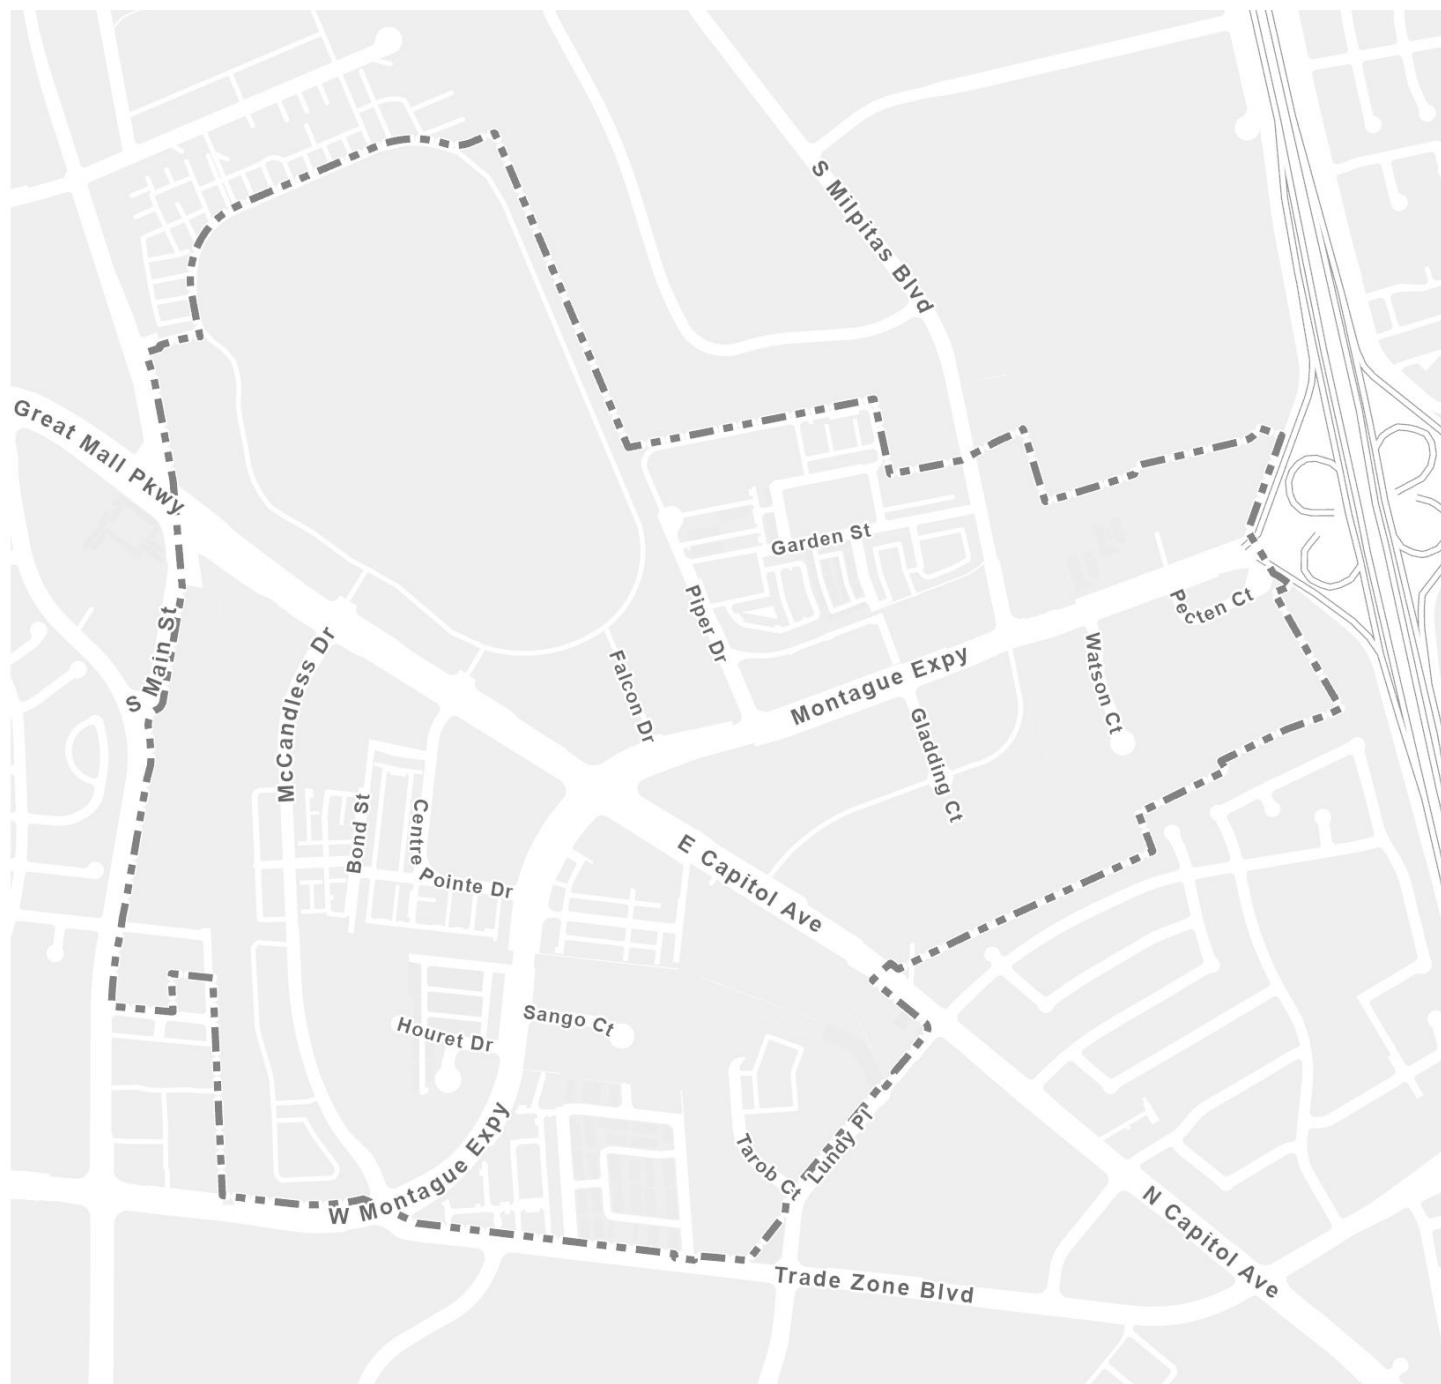 S Milpitas Blvd
Great Mall Pkwy
Garden St
Piper Dr
Pecten Ct
S Main St
McCandless Dr
Falcon Dr
Montague Expy
Watson Ct
Gladding Ct
Bond St
Centre Pointe Dr
E Capitol Ave
Houret Dr
Sango Ct
W Montague Expy
Tarob Ct
Lundy Pl
N Capitol Ave
Trade Zone Blvd